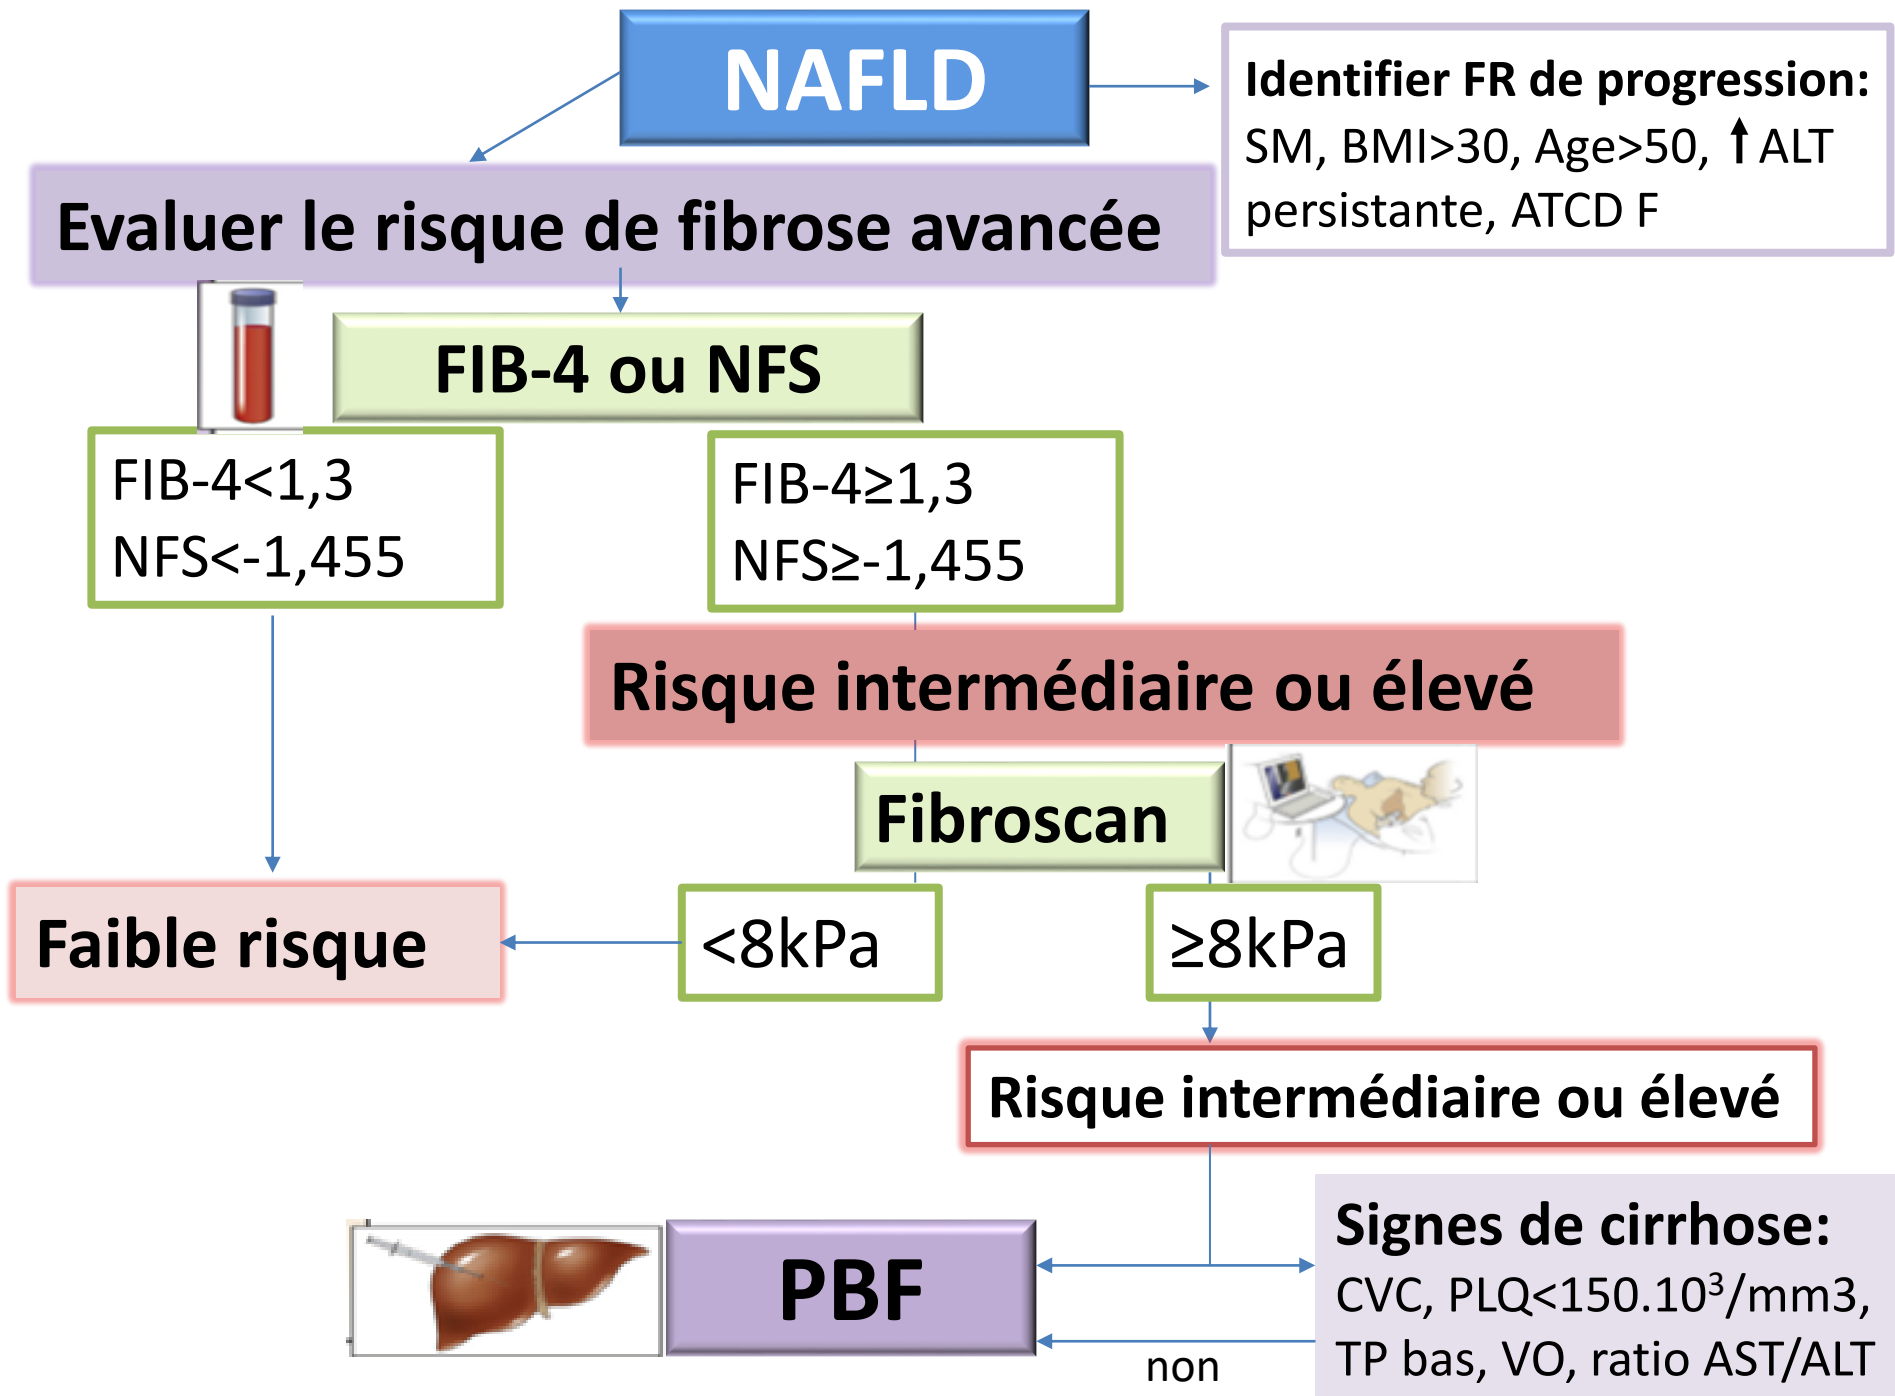 NAFLD
Identifier FR de progression:
SM, BMI>30, Age>50, ⬆ALT
persistante, ATCD F
Evaluer le risque de fibrose avancée
FIB-4 ou NFS
FIB-4<1,3
NFS<-1,455
FIB-4≥1,3
NFS≥-1,455
Risque intermédiaire ou élevé
Fibroscan
Faible risque
<8kPa
≥8kPa
Risque intermédiaire ou élevé
PBF
Signes de cirrhose:
CVC, PLQ<150.10³/mm3,
TP bas, VO, ratio AST/ALT
non